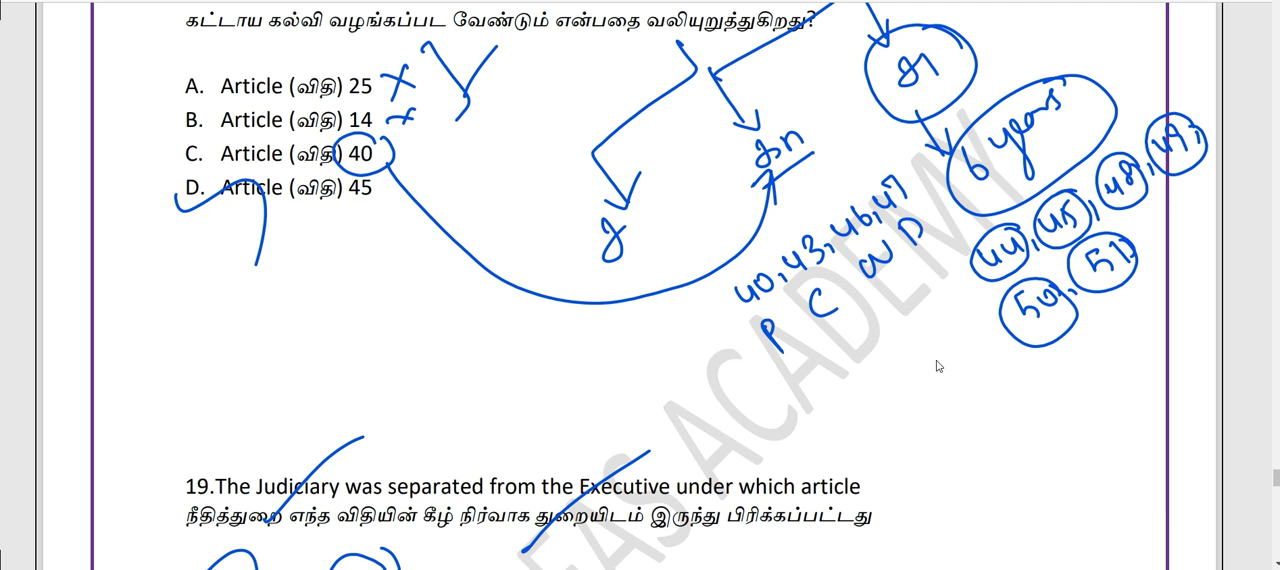 கட்டாய கல்வி வழங்கப்பட வேண்டும் என்பதை வலியுறுத்துகிறது?
A. Article (விதி) 25
B. Article (விதி) 14
C. Article (விதி) 40
D. Article (விதி) 45
6 years
44, 45, 48, 49,
50, 51
40, 43, 46, 47
P C W D
EAS ACADEMY
19.The Judiciary was separated from the Executive under which article
நீதித்துறை எந்த விதியின் கீழ் நிர்வாக துறையிடம் இருந்து பிரிக்கப்பட்டது